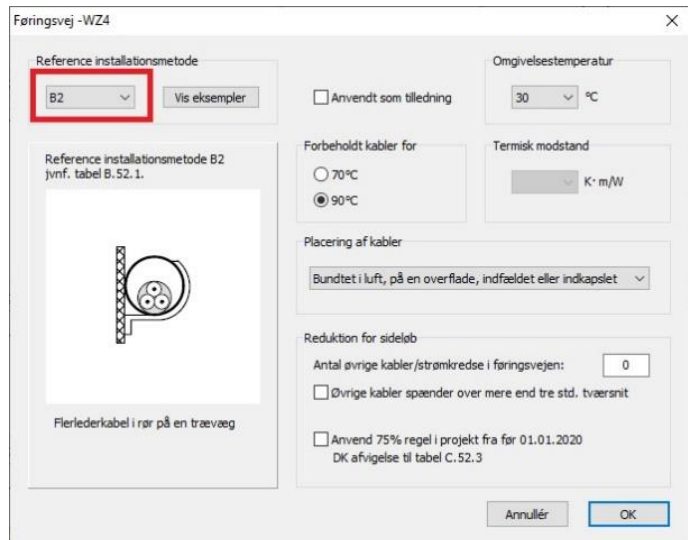 Føringsvej -WZ4
Reference installationsmetode
B2
Vis eksempler
Anvendt som tilledning
Omgivelsestemperatur
30
°C
Reference installationsmetode B2
jvnf. tabel B.52.1.
Flerlederkabel i rør på en trævæg
Forbeholdt kabler for
70°C
90°C
Termisk modstand
K·m/W
Placering af kabler
Bundtet i luft, på en overflade, indfældet eller indkapslet
Reduktion for sideløb
Antal øvrige kabler/strømkredse i føringsvejen:
0
Øvrige kabler spænder over mere end tre std. tværsnit
Anvend 75% regel i projekt fra før 01.01.2020
DK afvigelse til tabel C.52.3
Annullér
OK